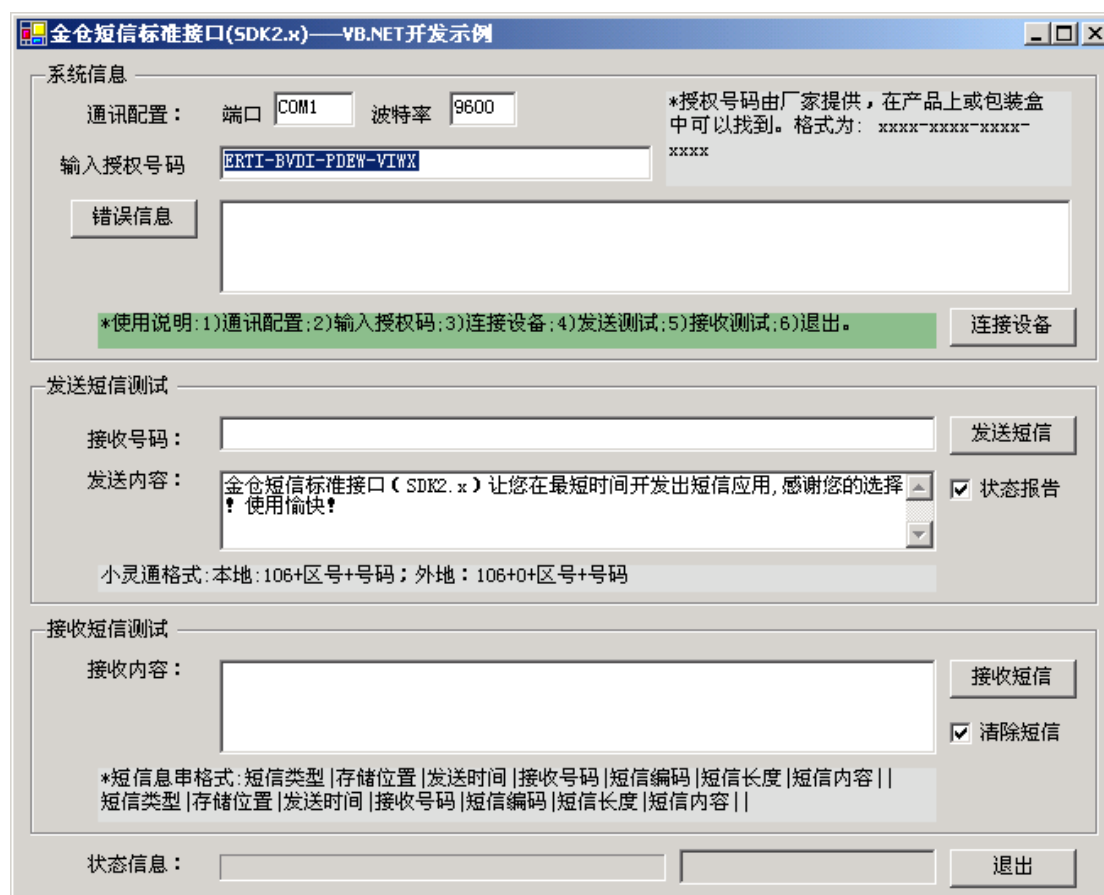 金仓短信标准接口(SDK2.x)——VB.NET开发示例
系统信息
通讯配置： 端口 COM1 波特率 9600
*授权号码由厂家提供，在产品上或包装盒
中可以找到。格式为: xxxx-xxxx-xxxx-
xxxx
输入授权号码 ERTI-BVDI-PDEW-VIWX
错误信息
*使用说明:1)通讯配置;2)输入授权码;3)连接设备;4)发送测试;5)接收测试;6)退出。
连接设备
发送短信测试
接收号码：
发送短信
发送内容：
金仓短信标准接口（SDK2.x）让您在最短时间开发出短信应用,感谢您的选择
！使用愉快！
状态报告
小灵通格式:本地:106+区号+号码；外地：106+0+区号+号码
接收短信测试
接收内容：
接收短信
清除短信
*短信息串格式:短信类型|存储位置|发送时间|接收号码|短信编码|短信长度|短信内容||
短信类型|存储位置|发送时间|接收号码|短信编码|短信长度|短信内容||
状态信息：
退出